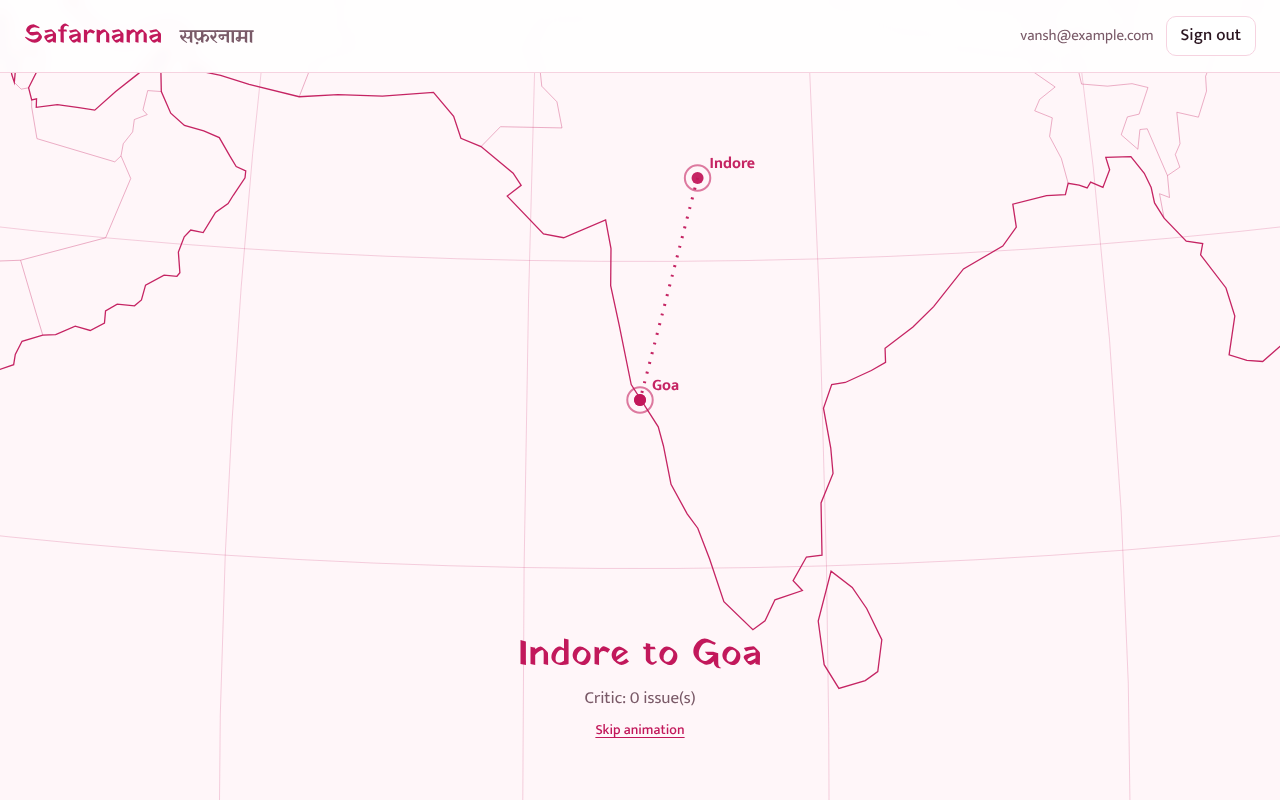 Safarnama सफ़रनामा
vansh@example.com
Sign out
Indore
Goa
Indore to Goa
Critic: 0 issue(s)
Skip animation